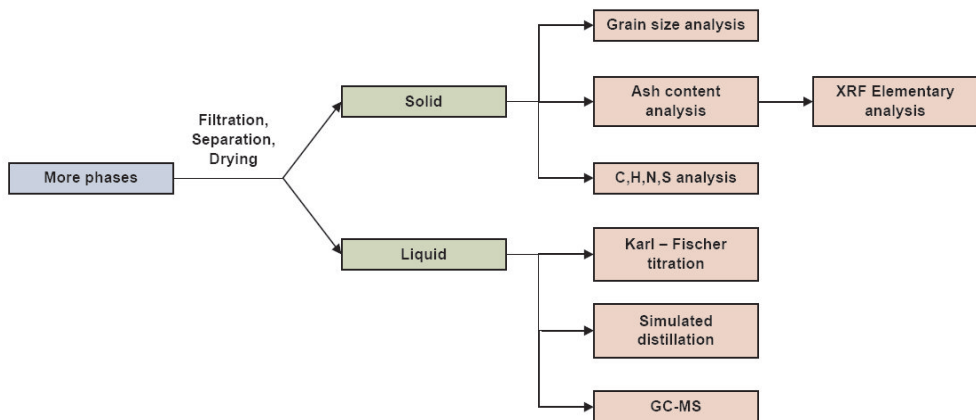 Grain size analysis
Solid
Ash content
analysis
XRF Elementary
analysis
Filtration,
Separation,
Drying
More phases
C,H,N,S analysis
Liquid
Karl – Fischer
titration
Simulated
distillation
GC-MS